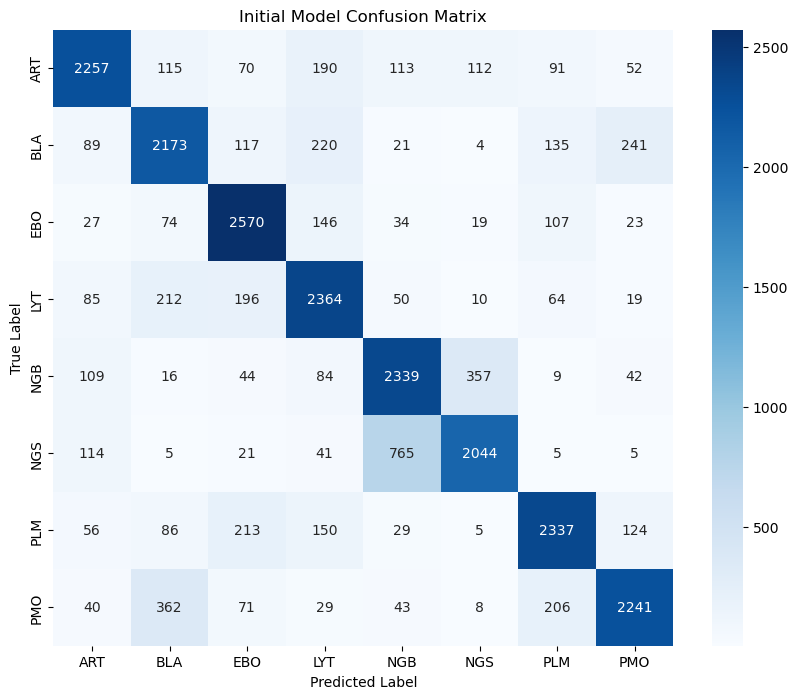 Initial Model Confusion Matrix
True Label
ART 2257 115 70 190 113 112 91 52
BLA 89 2173 117 220 21 4 135 241
EBO 27 74 2570 146 34 19 107 23
LYT 85 212 196 2364 50 10 64 19
NGB 109 16 44 84 2339 357 9 42
NGS 114 5 21 41 765 2044 5 5
PLM 56 86 213 150 29 5 2337 124
PMO 40 362 71 29 43 8 206 2241
ART BLA EBO LYT NGB NGS PLM PMO
Predicted Label
2500
2000
1500
1000
500